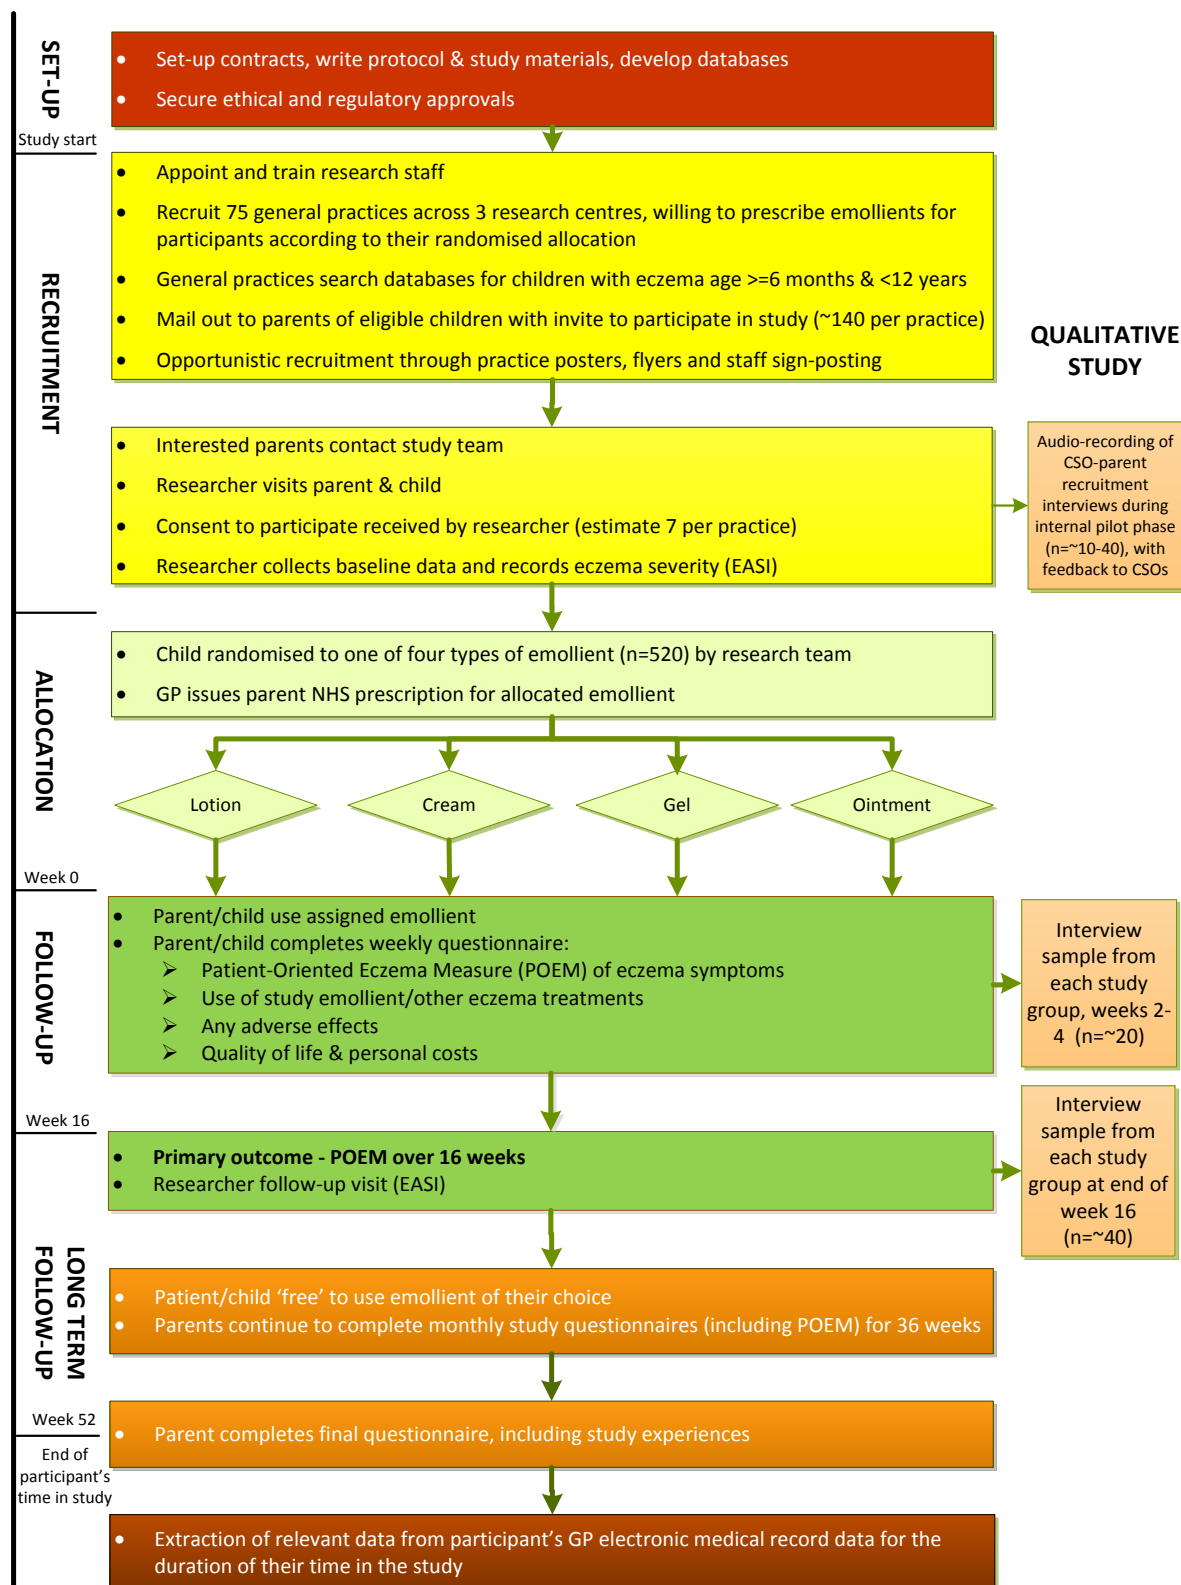 SET-UP
• Set-up contracts, write protocol & study materials, develop databases
• Secure ethical and regulatory approvals
Study start
RECRUITMENT
• Appoint and train research staff
• Recruit 75 general practices across 3 research centres, willing to prescribe emollients for
participants according to their randomised allocation
• General practices search databases for children with eczema age >=6 months & <12 years
• Mail out to parents of eligible children with invite to participate in study (~140 per practice)
• Opportunistic recruitment through practice posters, flyers and staff sign-posting
QUALITATIVE
STUDY
• Interested parents contact study team
• Researcher visits parent & child
• Consent to participate received by researcher (estimate 7 per practice)
• Researcher collects baseline data and records eczema severity (EASI)
Audio-recording of
CSO-parent
recruitment
interviews during
internal pilot phase
(n=~10-40), with
feedback to CSOs
ALLOCATION
• Child randomised to one of four types of emollient (n=520) by research team
• GP issues parent NHS prescription for allocated emollient
Lotion
Cream
Gel
Ointment
Week 0
FOLLOW-UP
• Parent/child use assigned emollient
• Parent/child completes weekly questionnaire:
➢ Patient-Oriented Eczema Measure (POEM) of eczema symptoms
➢ Use of study emollient/other eczema treatments
➢ Any adverse effects
➢ Quality of life & personal costs
Interview
sample from
each study
group, weeks 2-
4 (n=~20)
Week 16
LONG TERM
FOLLOW-UP
• Primary outcome - POEM over 16 weeks
• Researcher follow-up visit (EASI)
Interview
sample from
each study
group at end of
week 16
(n=~40)
• Patient/child ‘free’ to use emollient of their choice
• Parents continue to complete monthly study questionnaires (including POEM) for 36 weeks
Week 52
• Parent completes final questionnaire, including study experiences
End of
participant’s
time in study
• Extraction of relevant data from participant’s GP electronic medical record data for the
duration of their time in the study